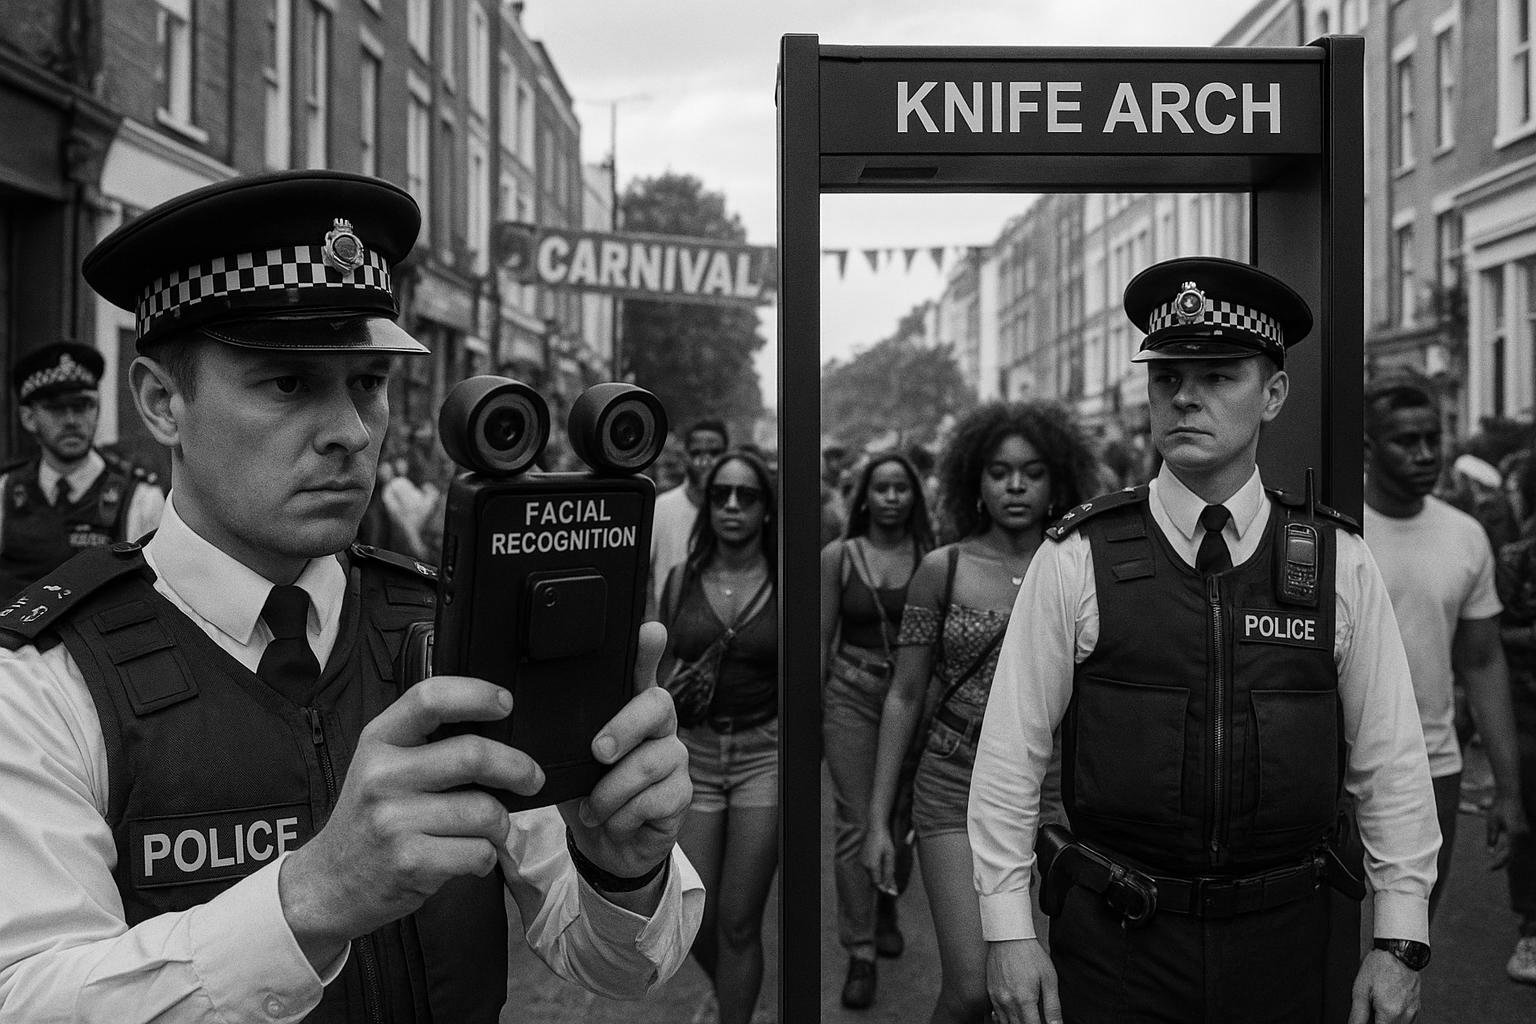 KNIFE ARCH
CARNIVAL
FACIAL
RECOGNITION
POLICE
POLICE